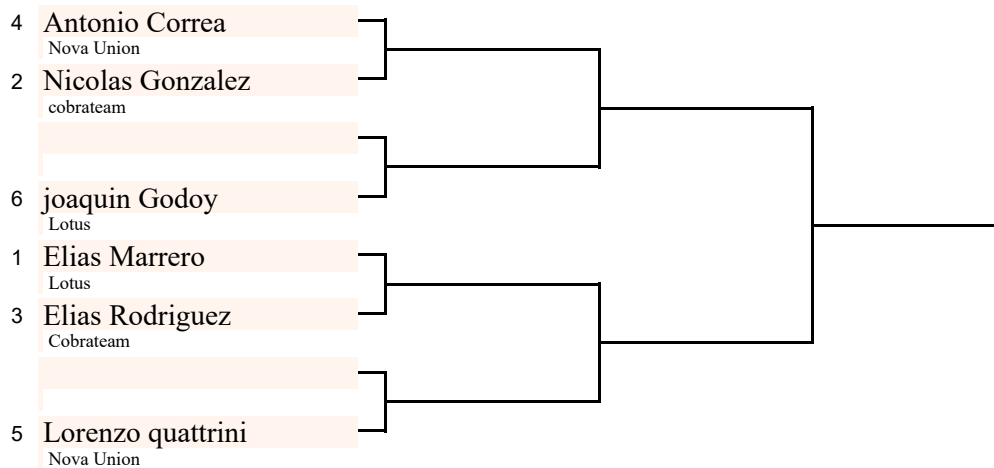 4 Antonio Correa
Nova Union
2 Nicolas Gonzalez
cobrateam
6 joaquin Godoy
Lotus
1 Elias Marrero
Lotus
3 Elias Rodriguez
Cobrateam
5 Lorenzo quattrini
Nova Union